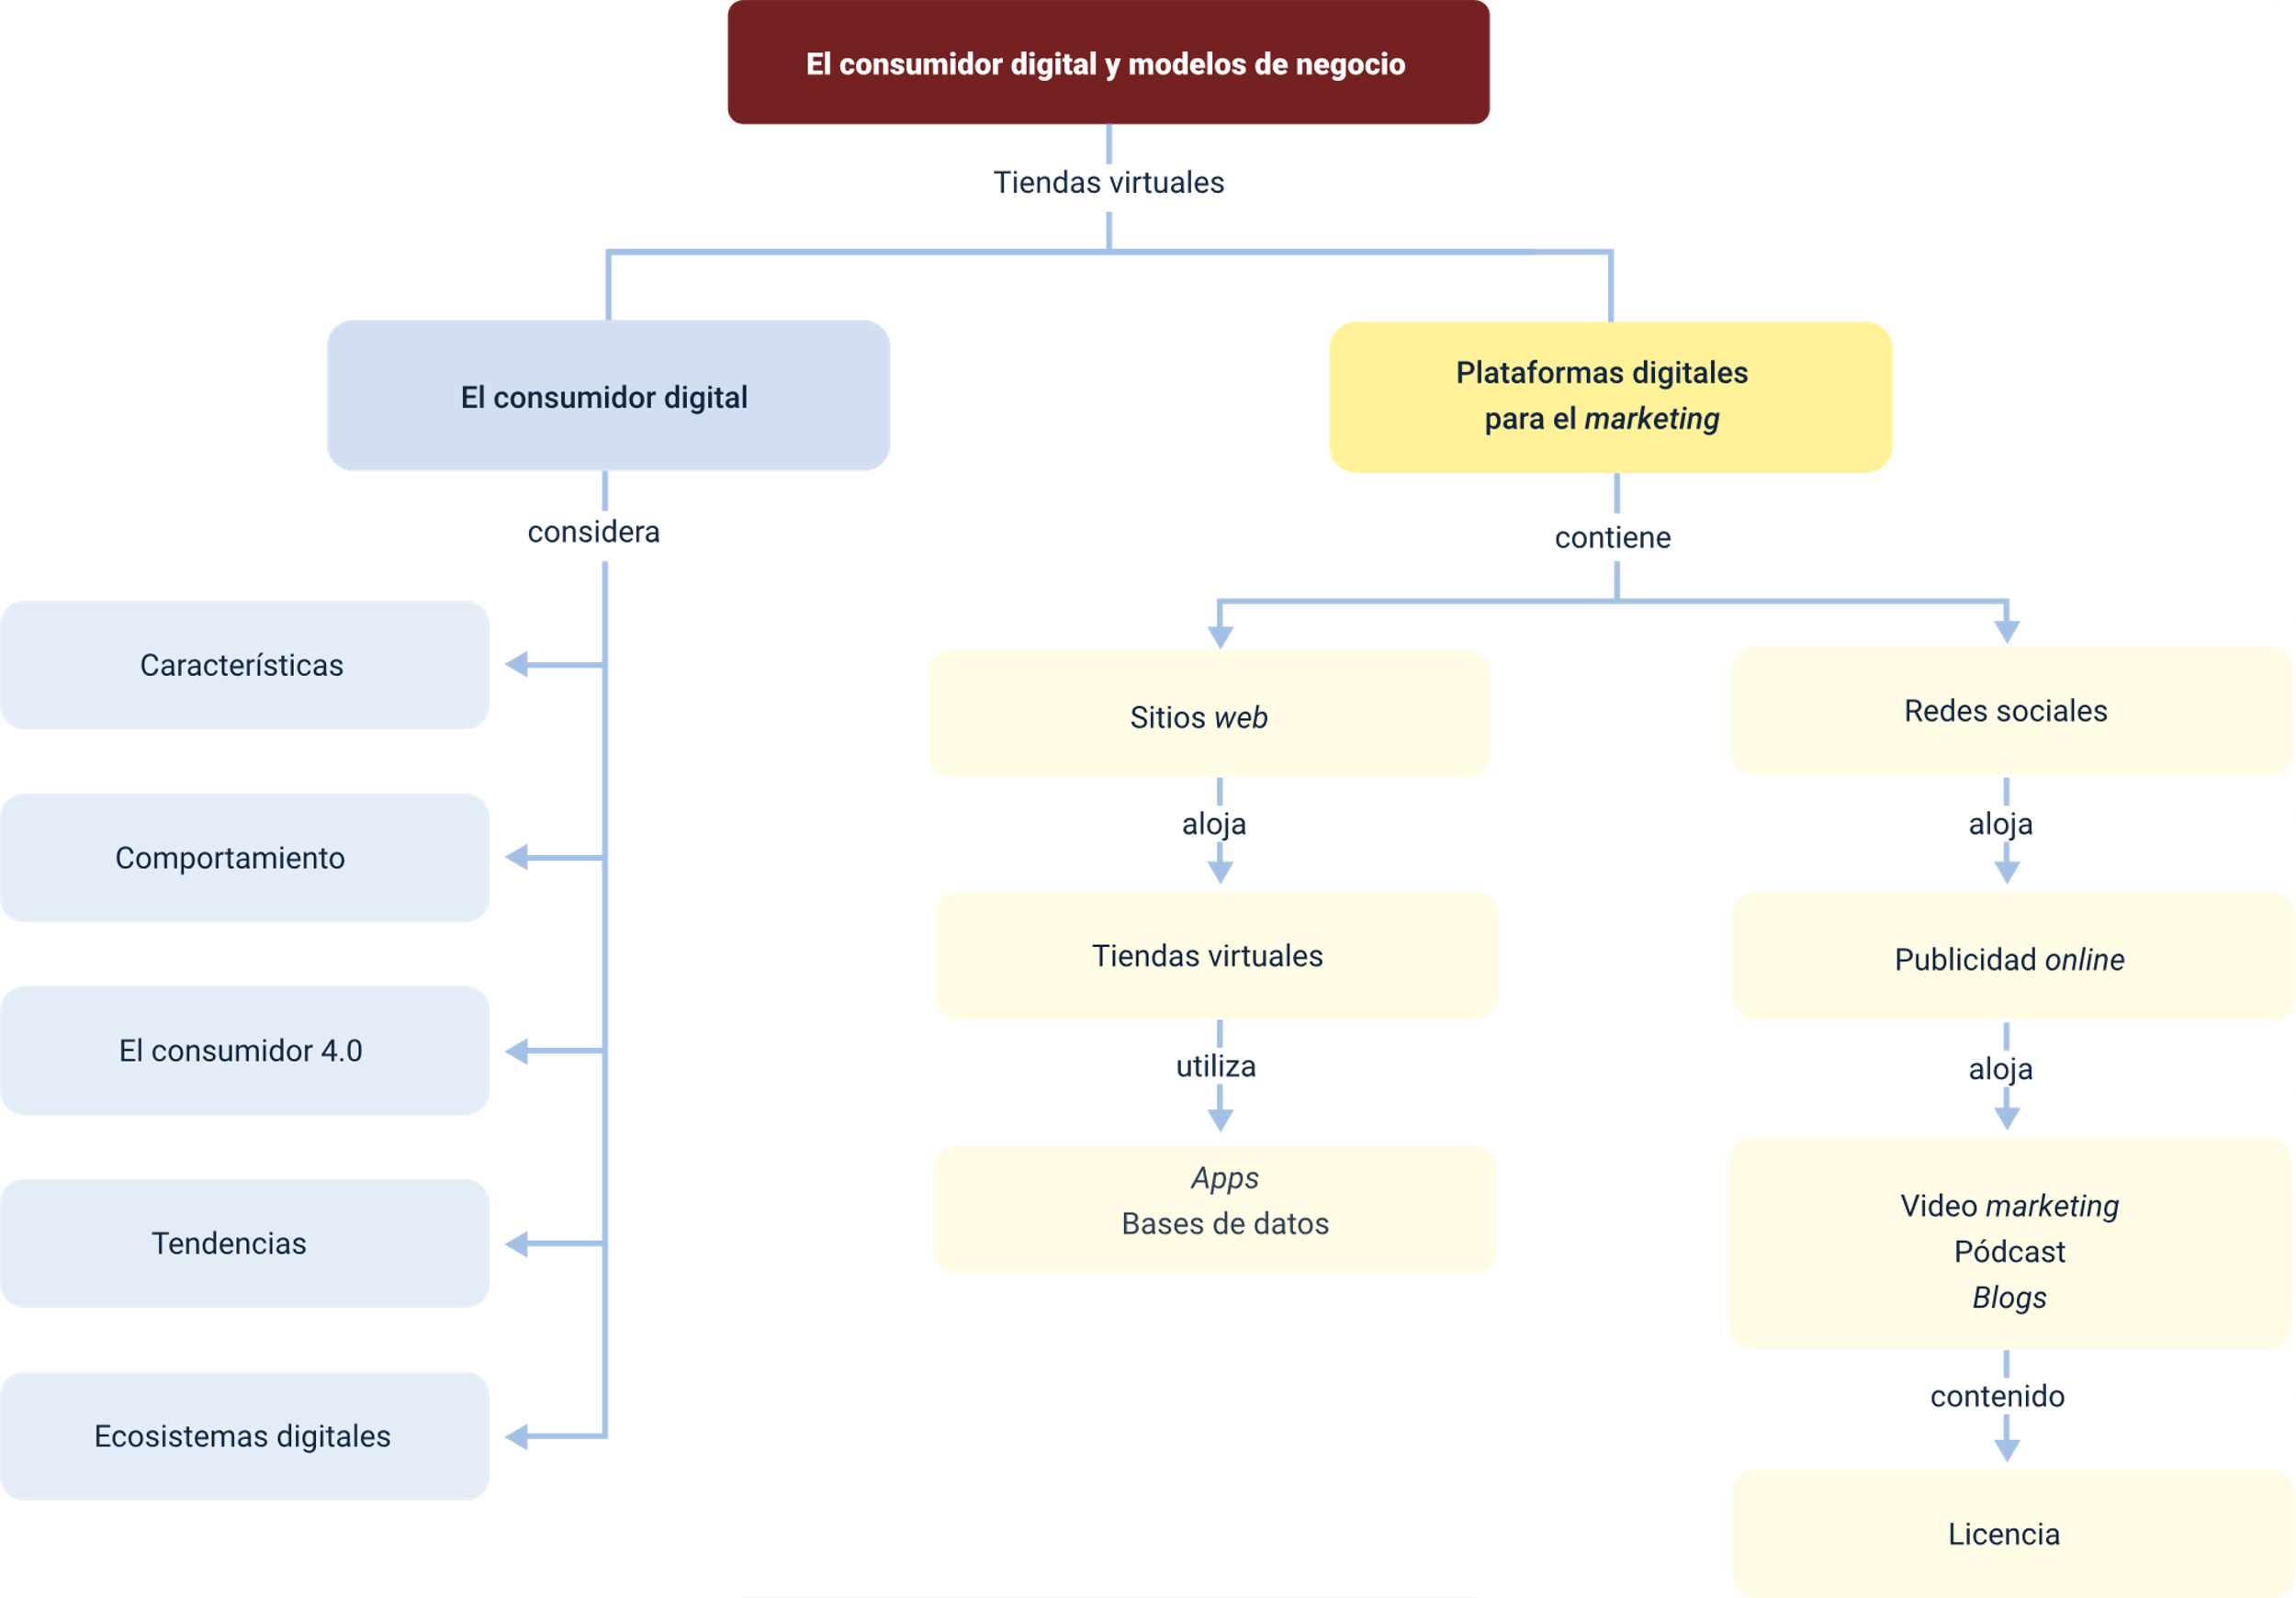 El consumidor digital y modelos de negocio
Tiendas virtuales
El consumidor digital
considera
Características
Comportamiento
El consumidor 4.0
Tendencias
Ecosistemas digitales
Plataformas digitales
para el marketing
contiene
Sitios web
aloja
Tiendas virtuales
utiliza
Apps
Bases de datos
Redes sociales
aloja
Publicidad online
aloja
Video marketing
Pódcast
Blogs
contenido
Licencia